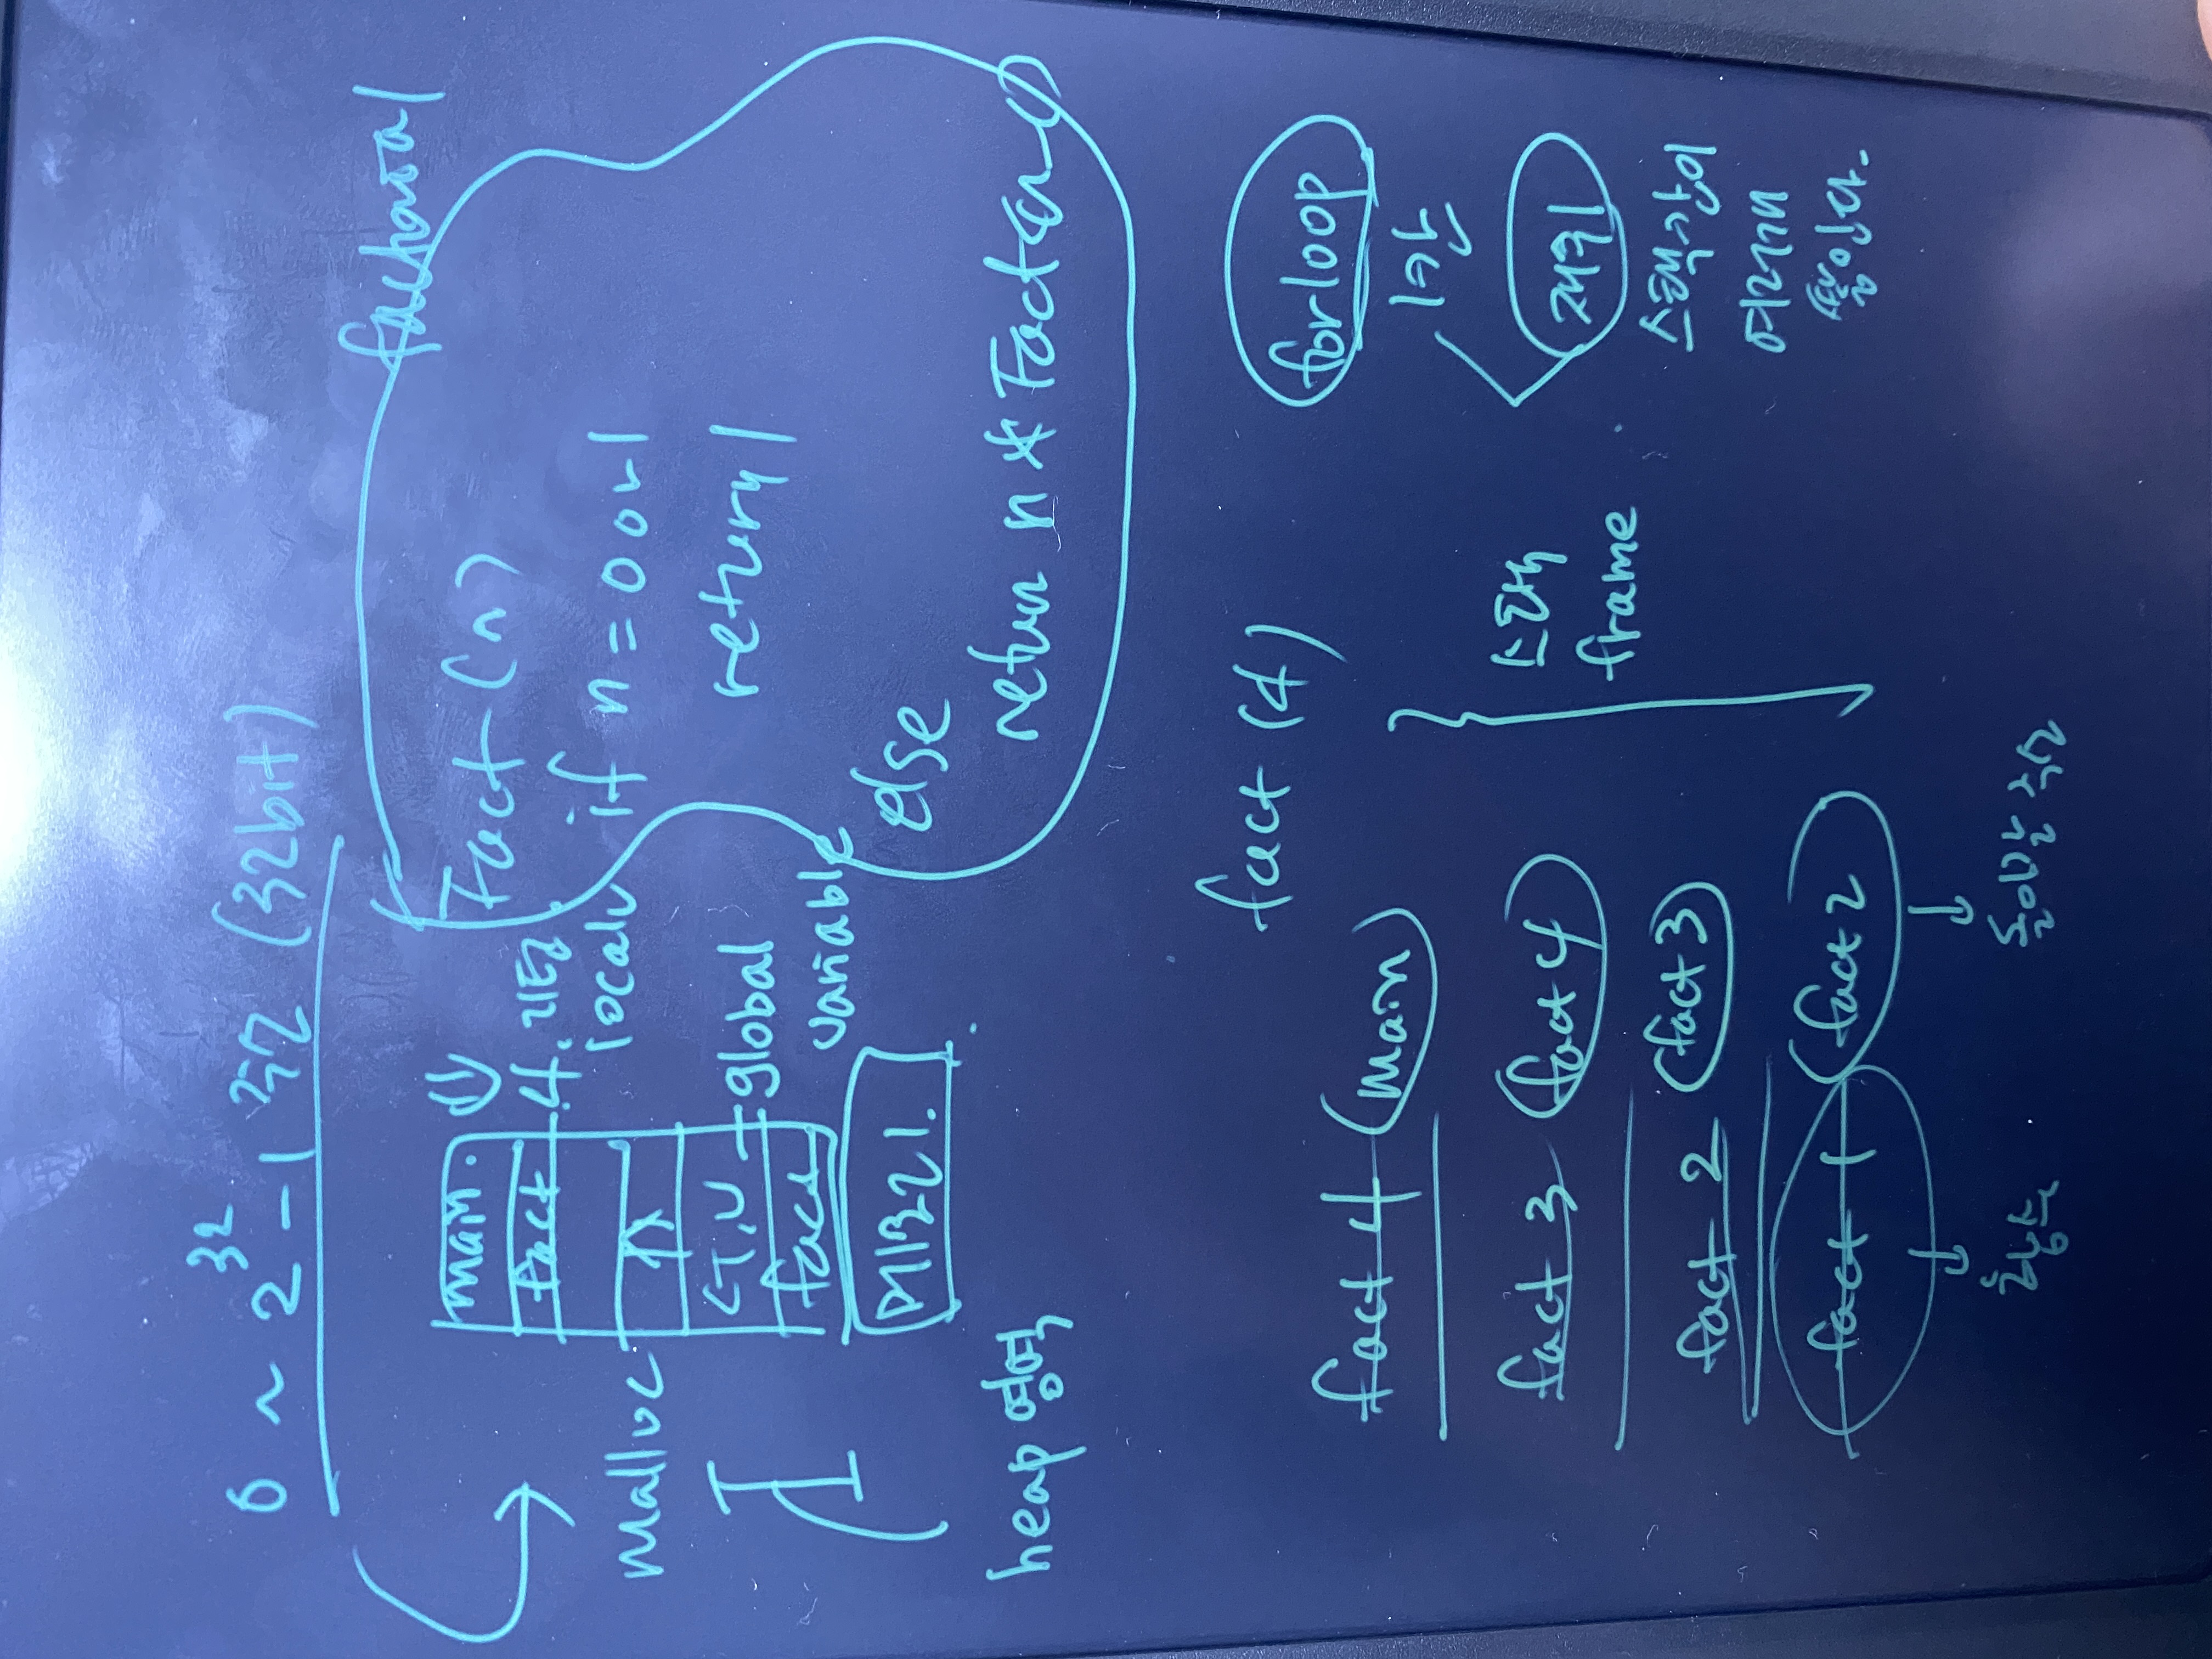 0 ~ 2^32 - 1 주소 (32bit)
main.
fact
4. 리턴
local v
malloc
global
variable
fact
메모리.
heap 영역
factorial
Fact (n)
if n = 0 or 1
return 1
else
return n * Fact(n-1)
fact (4)
fact 4 (main)
fact 3 (fact 4)
fact 2 (fact 3)
fact 1 (fact 2)
함수
돌아갈 주소
스택
frame
for loop
1칸
재귀
스택 칸이
여러개
쌓인다.